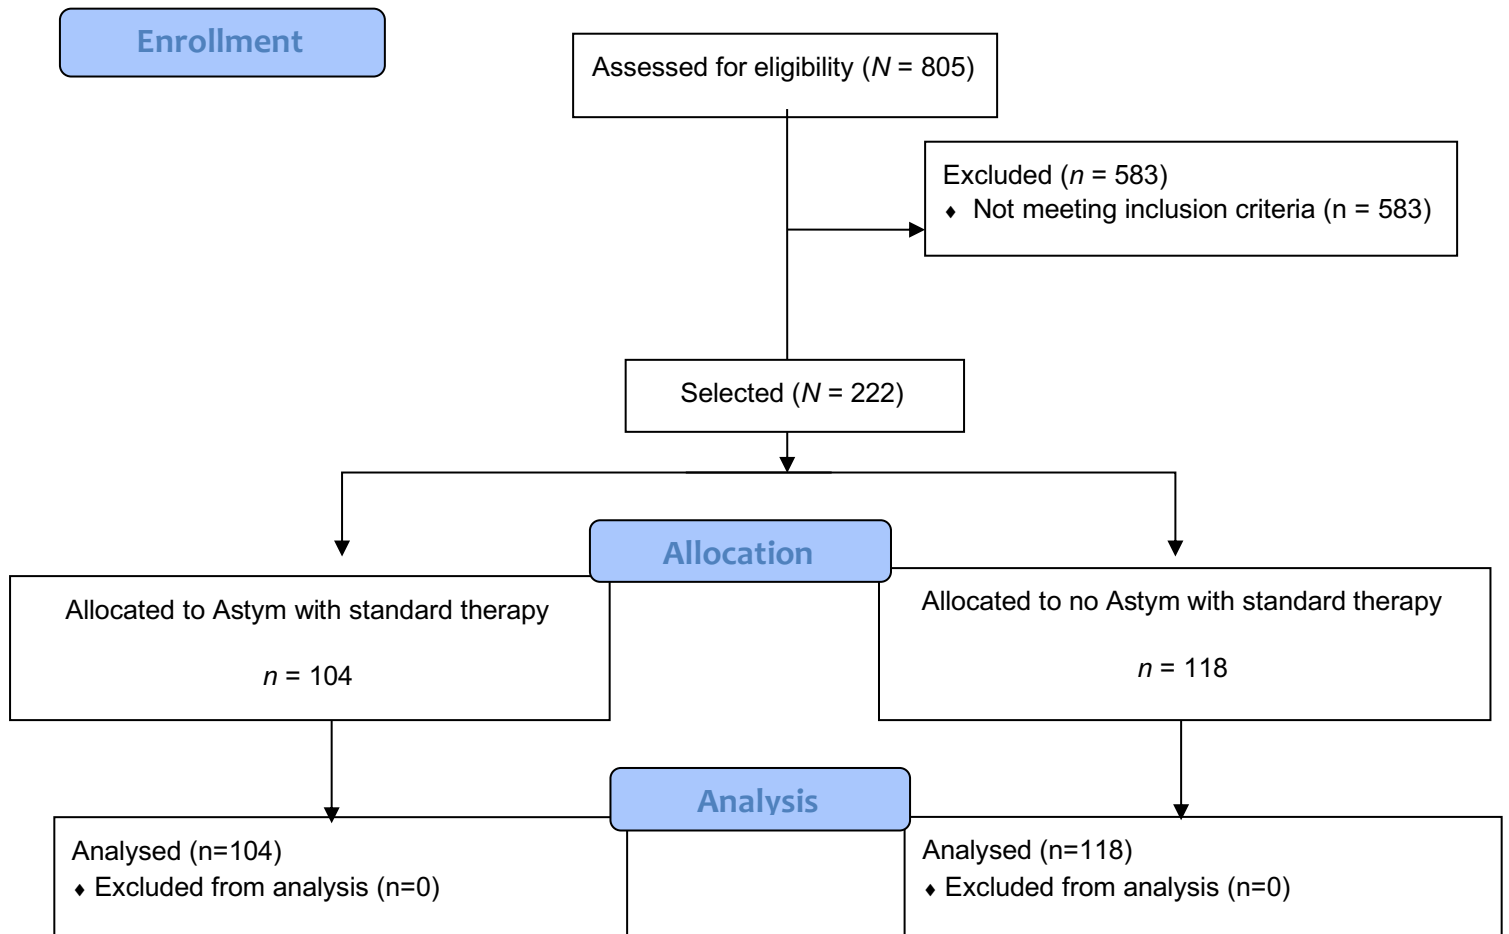 Enrollment
Assessed for eligibility (N = 805)
Excluded (n = 583)
♦ Not meeting inclusion criteria (n = 583)
Selected (N = 222)
Allocation
Allocated to Astym with standard therapy
n = 104
Allocated to no Astym with standard therapy
n = 118
Analysis
Analysed (n=104)
♦ Excluded from analysis (n=0)
Analysed (n=118)
♦ Excluded from analysis (n=0)